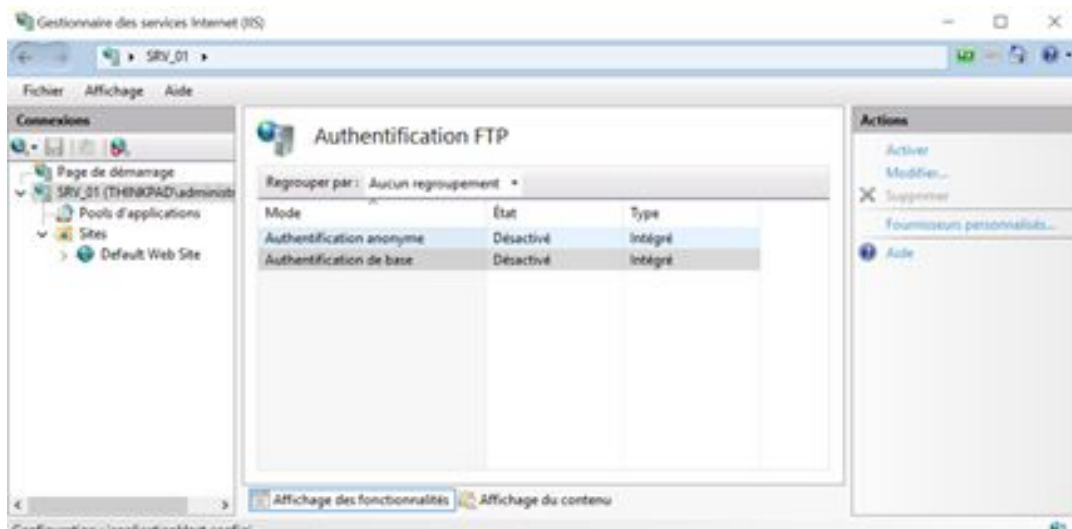 Gestionnaire des services Internet (IIS)
SRV_01
Fichier Affichage Aide
Connexions
Page de démarrage
SRV_01 (THINKPAD\administr
Pools d'applications
Sites
Default Web Site
Authentification FTP
Regrouper par : Aucun regroupement
Mode État Type
Authentification anonyme Désactivé Intégré
Authentification de base Désactivé Intégré
Affichage des fonctionnalités Affichage du contenu
Actions
Activer
Modifier...
Supprimer
Fournisseurs personnalisés...
Aide